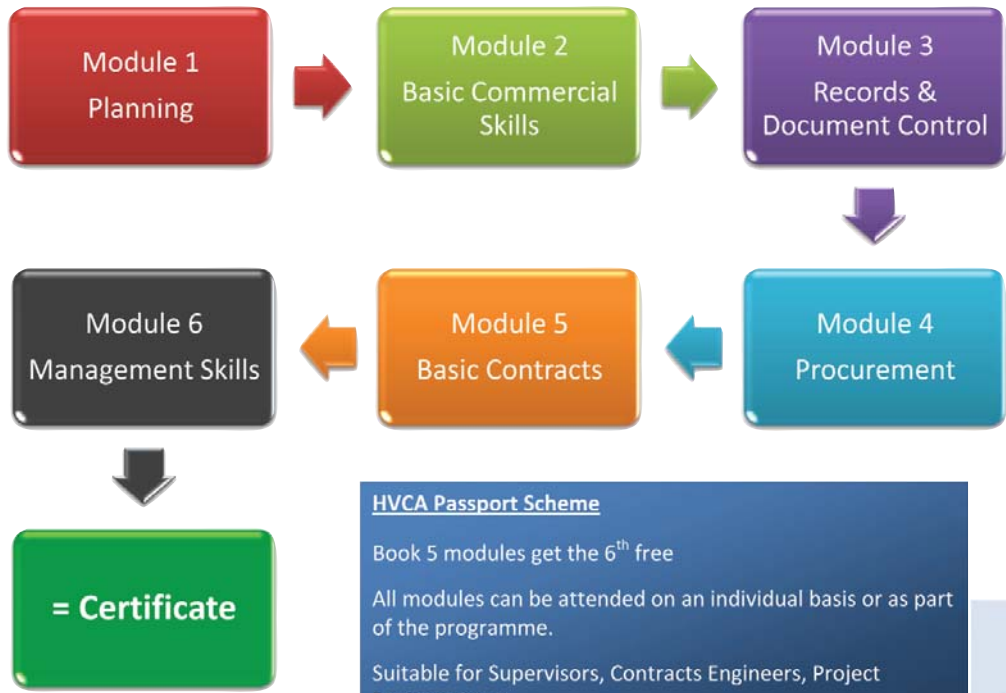 Module 1
Planning
Module 2
Basic Commercial
Skills
Module 3
Records &
Document Control
Module 4
Procurement
Module 5
Basic Contracts
Module 6
Management Skills
= Certificate
HVCA Passport Scheme
Book 5 modules get the 6th free
All modules can be attended on an individual basis or as part
of the programme.
Suitable for Supervisors, Contracts Engineers, Project